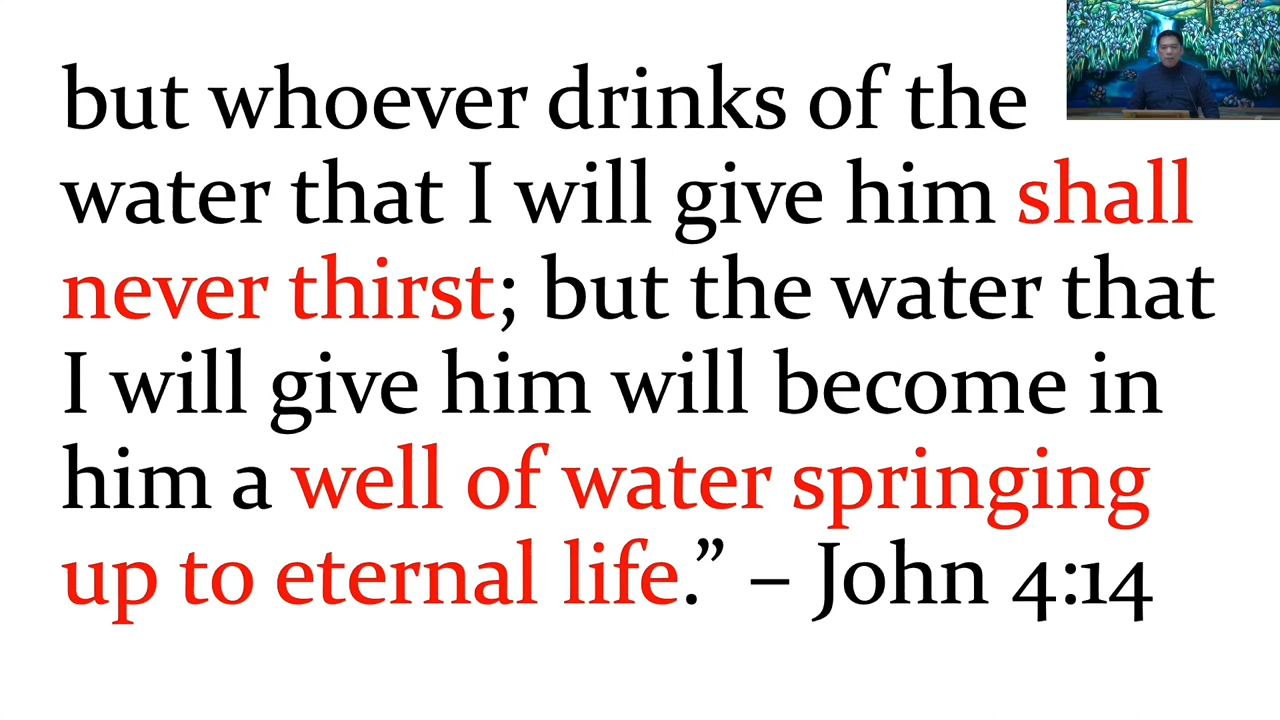 but whoever drinks of the
water that I will give him shall
never thirst; but the water that
I will give him will become in
him a well of water springing
up to eternal life.” – John 4:14